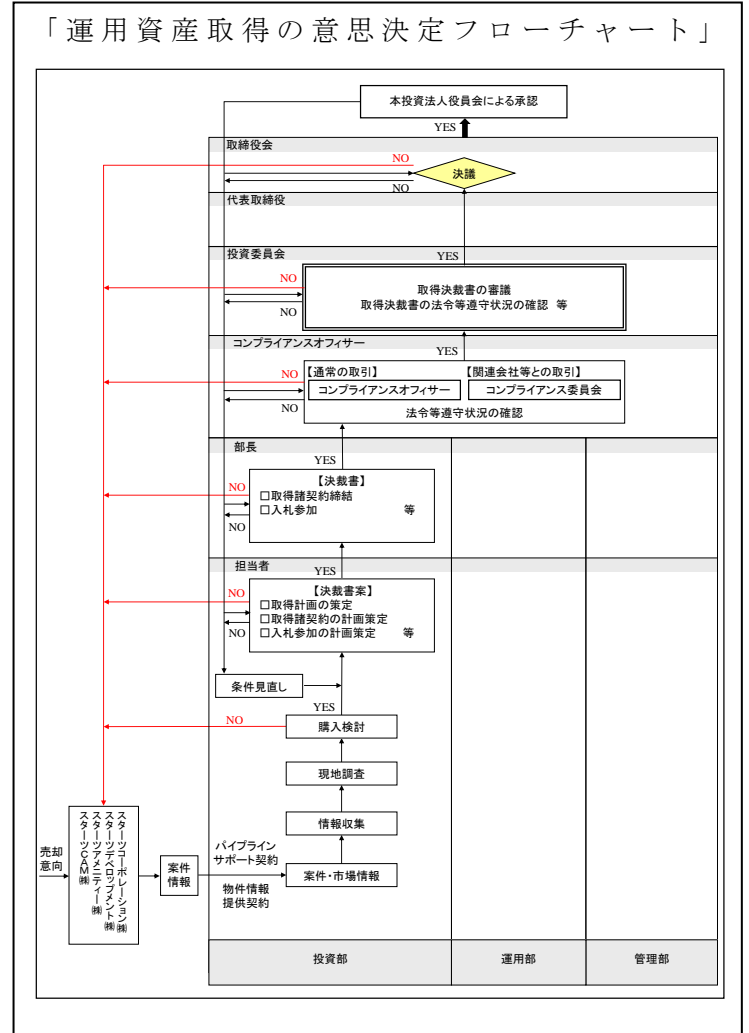 「運用資産取得の意思決定フローチャート」
本投資法人役員会による承認
YES
取締役会
NO
決議
NO
代表取締役
投資委員会
YES
NO
取得決裁書の審議
取得決裁書の法令等遵守状況の確認 等
NO
コンプライアンスオフィサー
YES
NO
【通常の取引】
【関連会社等との取引】
コンプライアンスオフィサー
コンプライアンス委員会
NO
法令等遵守状況の確認
部長
YES
【決裁書】
NO
□取得諸契約締結
□入札参加 等
NO
担当者
YES
NO
【決裁書案】
□取得計画の策定
□取得諸契約の計画策定
NO
□入札参加の計画策定 等
条件見直し
YES
NO
購入検討
現地調査
情報収集
売却
意向
スターツコーポレーション㈱
スターツデベロップメント㈱
スターツアメニティー㈱
スターツCAM㈱
案件
情報
パイプライン
サポート契約
物件情報
提供契約
案件・市場情報
投資部
運用部
管理部